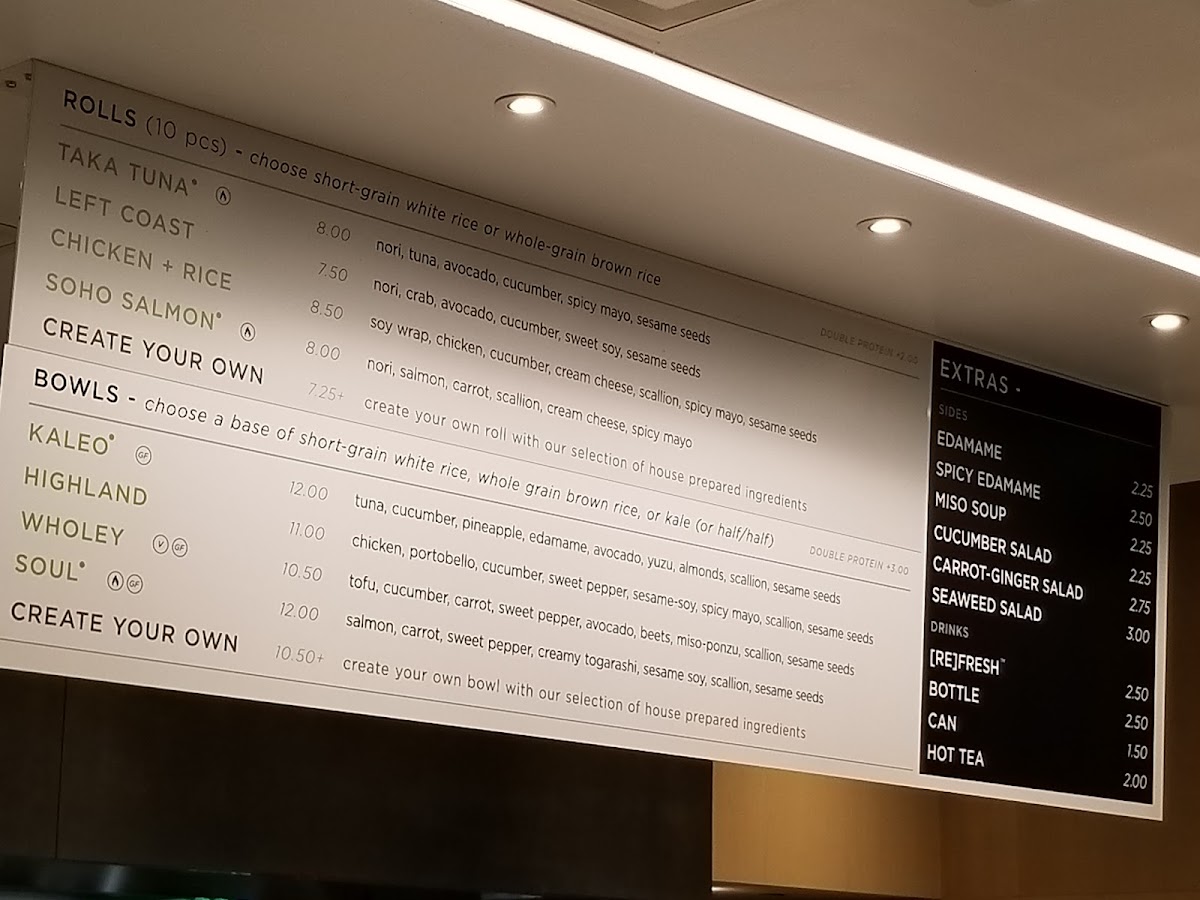 ROLLS (10 pcs) - choose short-grain white rice or whole-grain brown rice DOUBLE PROTEIN +2.00
TAKA TUNA* 8.00 nori, tuna, avocado, cucumber, spicy mayo, sesame seeds
LEFT COAST 7.50 nori, crab, avocado, cucumber, sweet soy, sesame seeds
CHICKEN + RICE 8.50 soy wrap, chicken, cucumber, cream cheese, scallion, spicy mayo, sesame seeds
SOHO SALMON* 8.00 nori, salmon, carrot, scallion, cream cheese, spicy mayo
CREATE YOUR OWN 7.25+ create your own roll with our selection of house prepared ingredients
BOWLS - choose a base of short-grain white rice, whole grain brown rice, or kale (or half/half) DOUBLE PROTEIN +3.00
KALEO* GF 12.00 tuna, cucumber, pineapple, edamame, avocado, yuzu, almonds, scallion, sesame seeds
HIGHLAND 11.00 chicken, portobello, cucumber, sweet pepper, sesame-soy, spicy mayo, scallion, sesame seeds
WHOLEY V GF 10.50 tofu, cucumber, carrot, sweet pepper, avocado, beets, miso-ponzu, scallion, sesame seeds
SOUL* GF 12.00 salmon, carrot, sweet pepper, creamy togarashi, sesame soy, scallion, sesame seeds
CREATE YOUR OWN 10.50+ create your own bowl with our selection of house prepared ingredients
EXTRAS -
SIDES
EDAMAME 2.25
SPICY EDAMAME 2.50
MISO SOUP 2.25
CUCUMBER SALAD 2.25
CARROT-GINGER SALAD 2.75
SEAWEED SALAD 3.00
DRINKS
[RE]FRESH™ 2.50
BOTTLE 2.50
CAN 1.50
HOT TEA 2.00